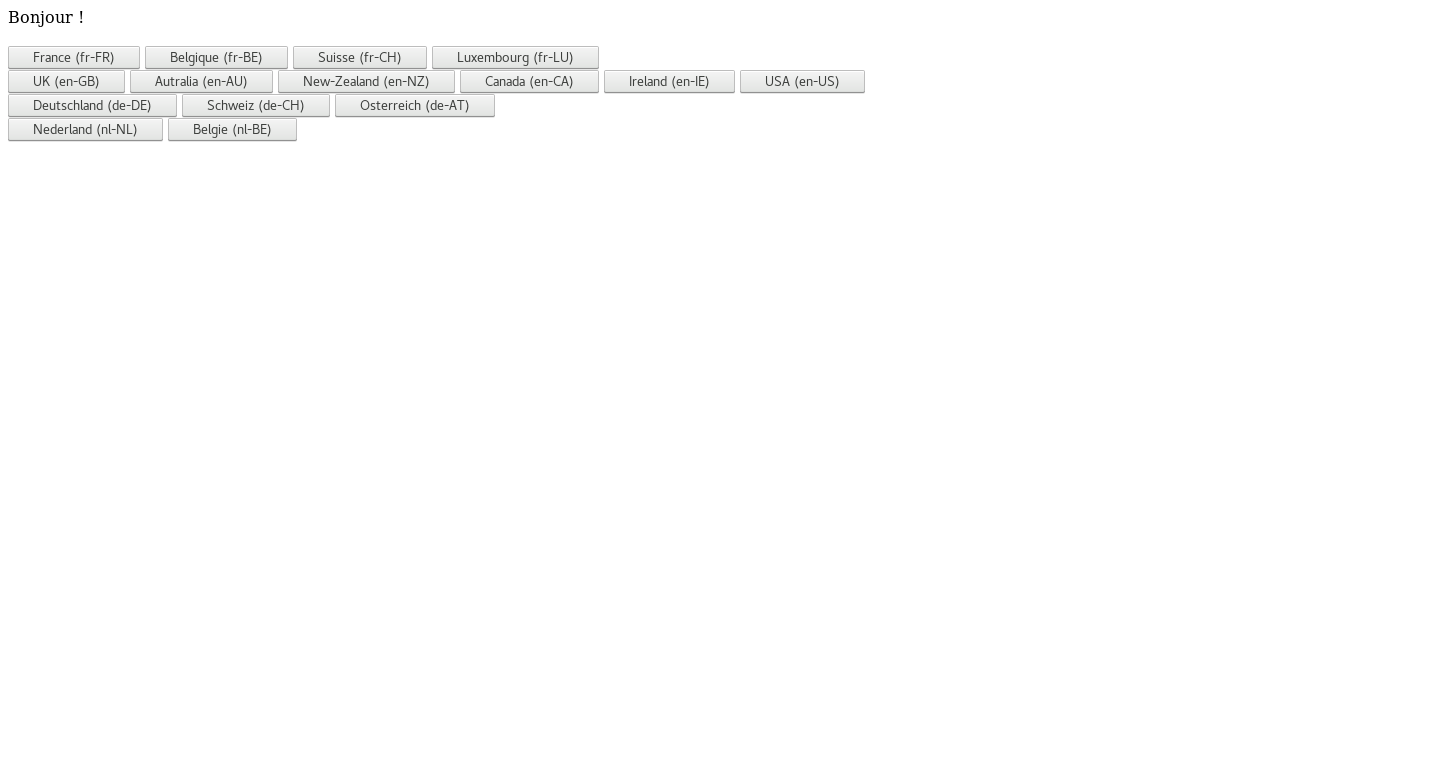 Bonjour !
France (fr-FR) Belgique (fr-BE) Suisse (fr-CH) Luxembourg (fr-LU)
UK (en-GB) Autralia (en-AU) New-Zealand (en-NZ) Canada (en-CA) Ireland (en-IE) USA (en-US)
Deutschland (de-DE) Schweiz (de-CH) Osterreich (de-AT)
Nederland (nl-NL) Belgie (nl-BE)